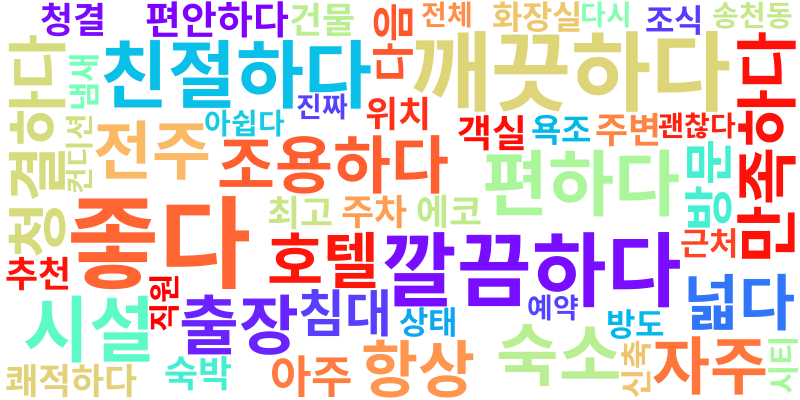 청결 편안하다 건물 다음 전체 화장실 다시 조식 송천동
청결하다 냄새 친절하다 깨끗하다 만족하다
진짜 위치
컨디션 전주 아쉽다 객실 욕조 주변 괜찮다
조용하다 편하다 방문
좋다 최고 주차 에코 근처
추천 호텔 깔끔하다 넓다
직원 시설 출장 침대 상태 예약 방도
쾌적하다 숙박 아주 항상 숙소 신축 자주 시티